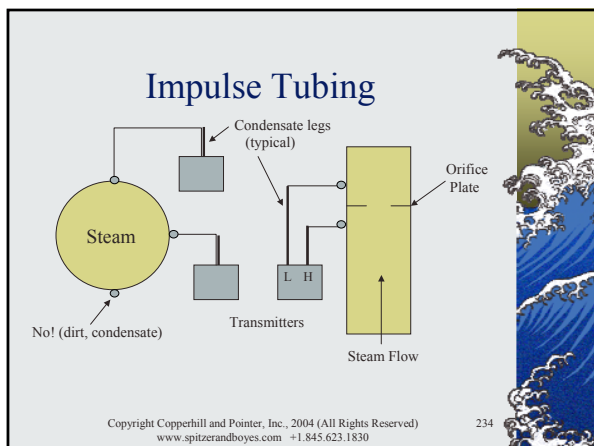 Impulse Tubing
Condensate legs
(typical)
Orifice
Plate
Steam
L H
No! (dirt, condensate)
Transmitters
Steam Flow
Copyright Copperhill and Pointer, Inc., 2004 (All Rights Reserved) 234
www.spitzerandboyes.com +1.845.623.1830